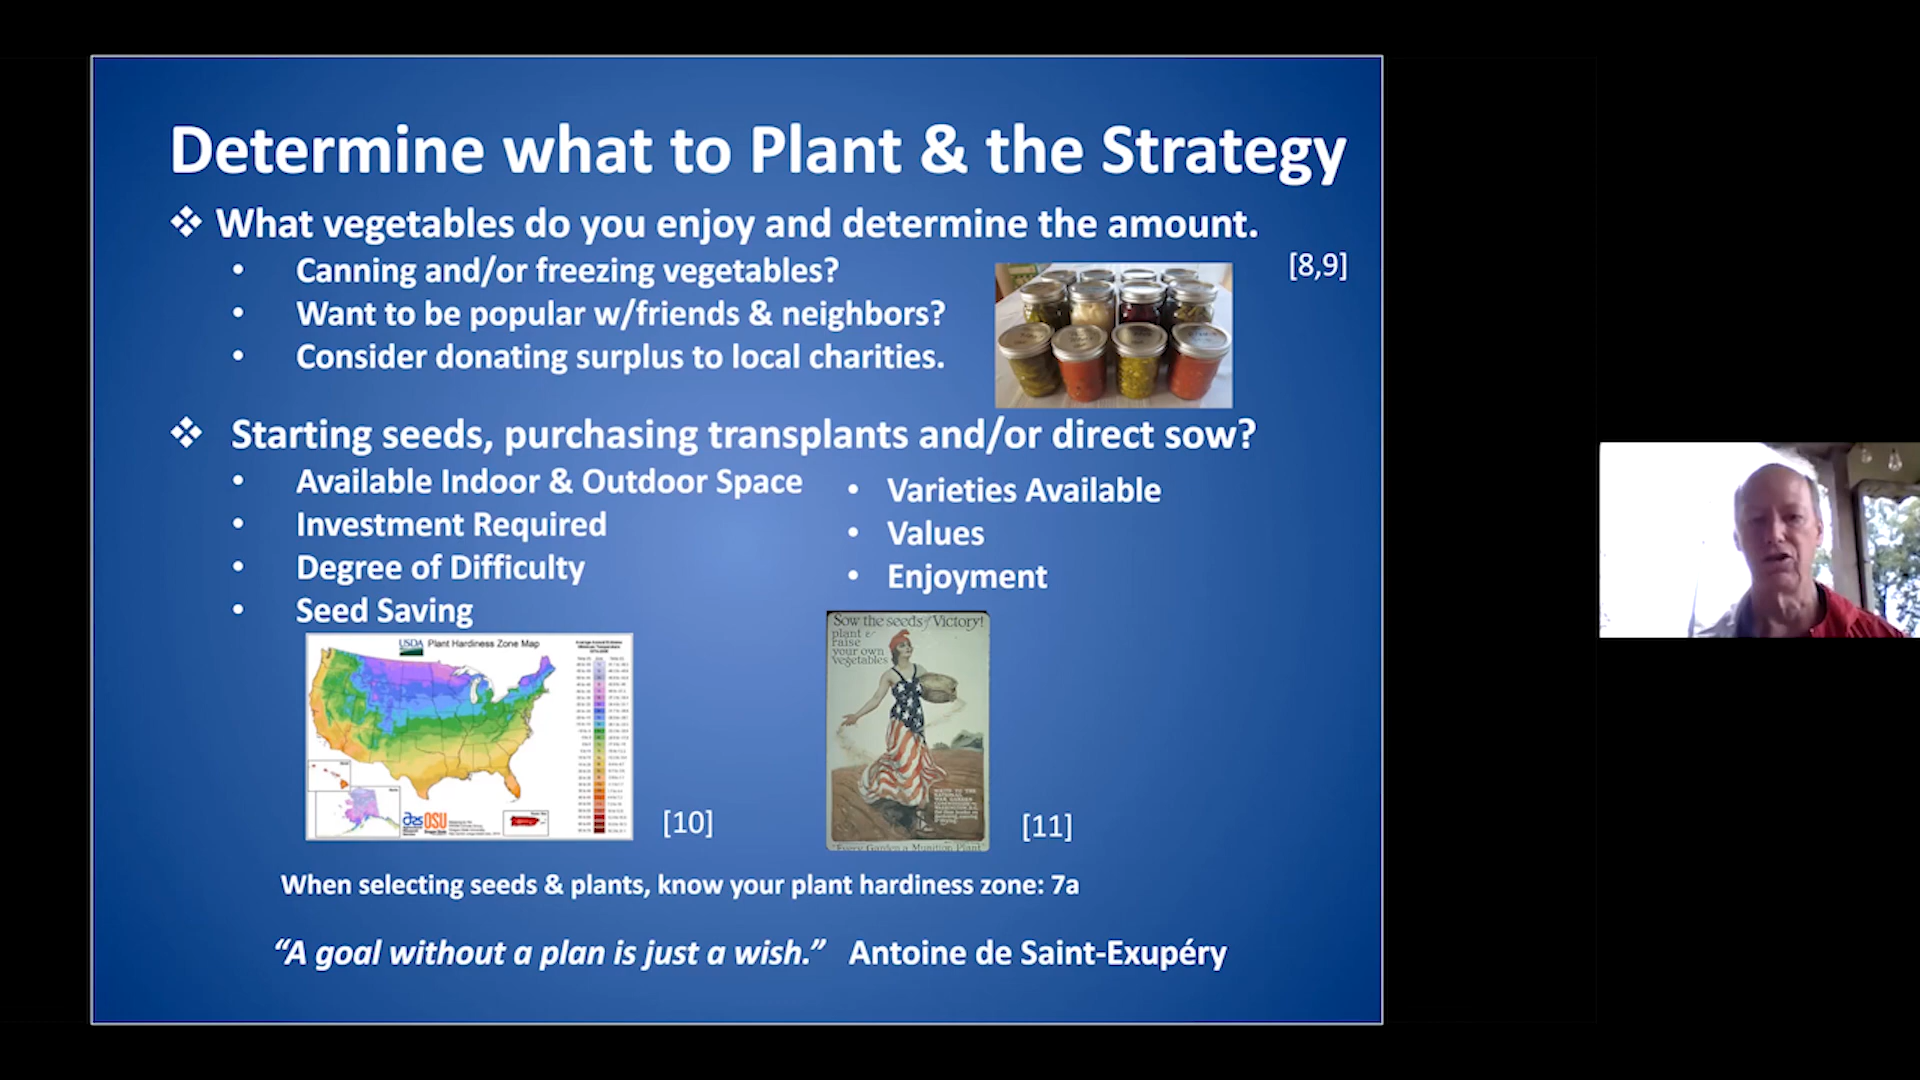 Determine what to Plant & the Strategy
❖ What vegetables do you enjoy and determine the amount.
[8,9]
• Canning and/or freezing vegetables?
• Want to be popular w/friends & neighbors?
• Consider donating surplus to local charities.
❖ Starting seeds, purchasing transplants and/or direct sow?
• Available Indoor & Outdoor Space
• Investment Required
• Degree of Difficulty
• Seed Saving
• Varieties Available
• Values
• Enjoyment
USDA Plant Hardiness Zone Map
OSU
[10]
Sow the seeds of Victory!
plant &
raise
your own
vegetables
"Every Garden a Munition Plant"
[11]
When selecting seeds & plants, know your plant hardiness zone: 7a
“A goal without a plan is just a wish.” Antoine de Saint-Exupéry